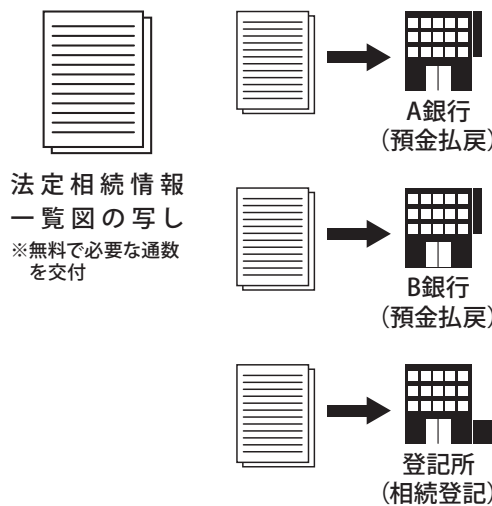 法定相続情報
一覧図の写し
※無料で必要な通数
を交付
A銀行
(預金払戻)
B銀行
(預金払戻)
登記所
(相続登記)